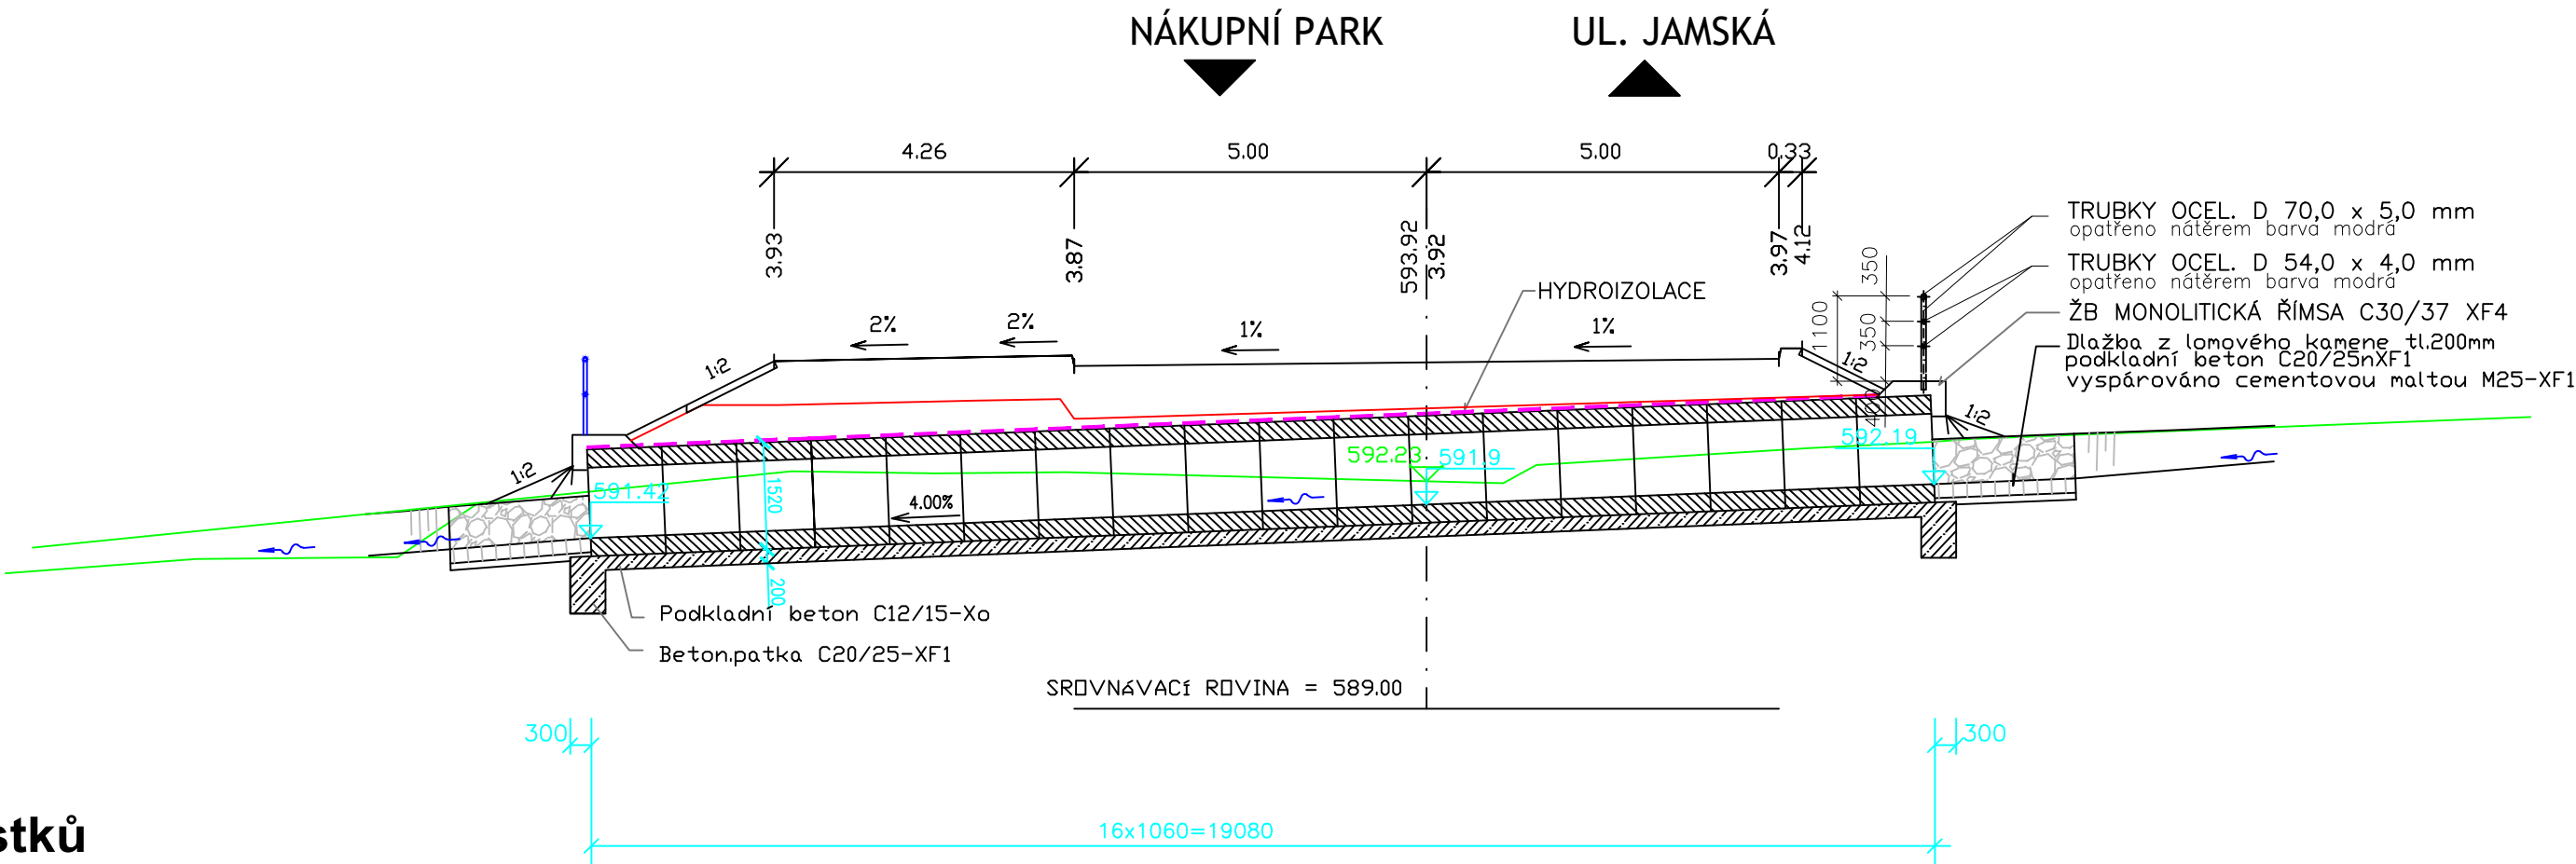 NÁKUPNÍ PARK
UL. JAMSKÁ
4.26
5.00
5.00
0.33
3.93
3.87
593.92
3.92
3.97
4.12
TRUBKY OCEL. D 70,0 x 5,0 mm
opatřeno nátěrem barva modrá
TRUBKY OCEL. D 54,0 x 4,0 mm
opatřeno nátěrem barva modrá
ŽB MONOLITICKÁ ŘÍMSA C30/37 XF4
Dlažba z lomového kamene tl.200mm
podkladní beton C20/25nXF1
vyspárováno cementovou maltou M25-XF1
350
1100
350
400
HYDROIZOLACE
2%
2%
1%
1%
1:2
1:2
1:2
1:2
592.23
591.9
592.19
591.42
1520
4.00%
200
Podkladní beton C12/15-Xo
Beton.patka C20/25-XF1
SROVNáVACí ROVINA = 589.00
300
300
16x1060=19080
stků